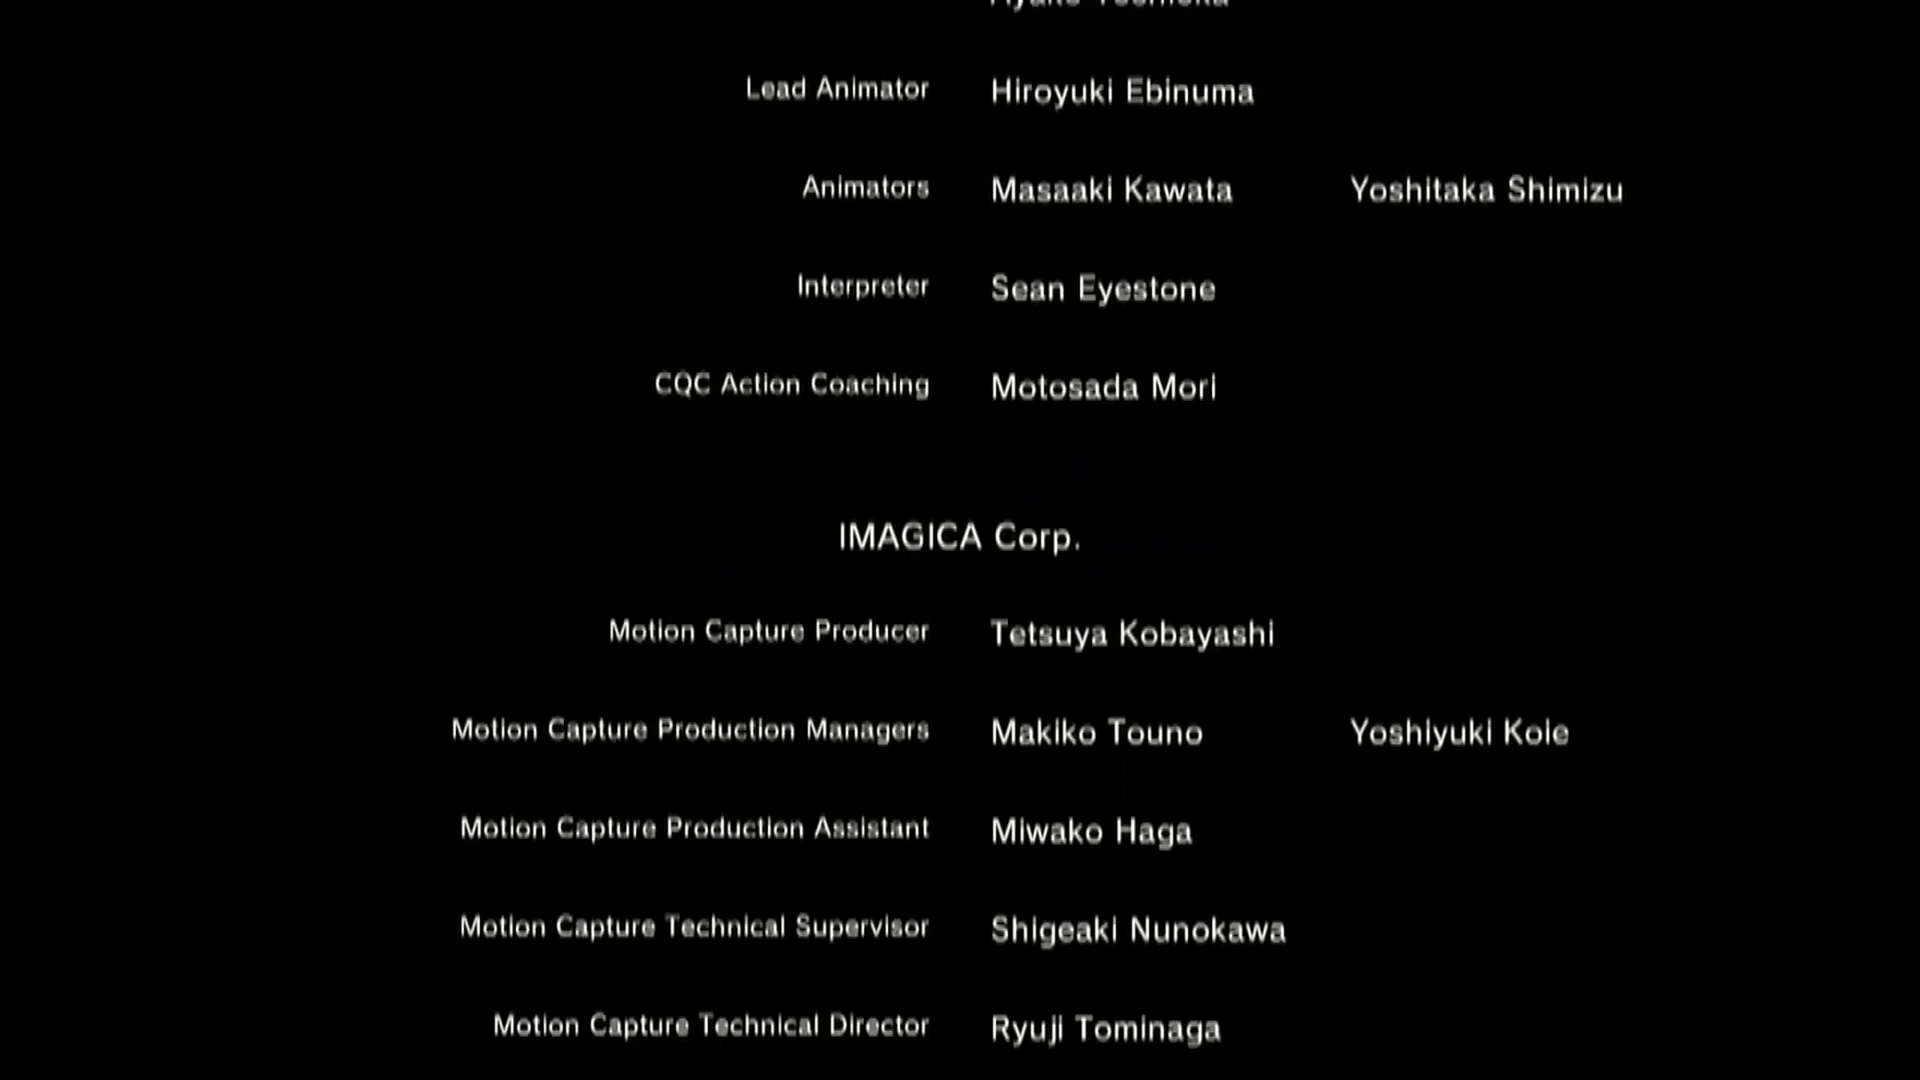 Lead Animator Hiroyuki Ebinuma
Animators Masaaki Kawata Yoshitaka Shimizu
Interpreter Sean Eyestone
CQC Action Coaching Motosada Mori
IMAGICA Corp.
Motion Capture Producer Tetsuya Kobayashi
Motion Capture Production Managers Makiko Touno Yoshiyuki Koie
Motion Capture Production Assistant Miwako Haga
Motion Capture Technical Supervisor Shigeaki Nunokawa
Motion Capture Technical Director Ryuji Tominaga